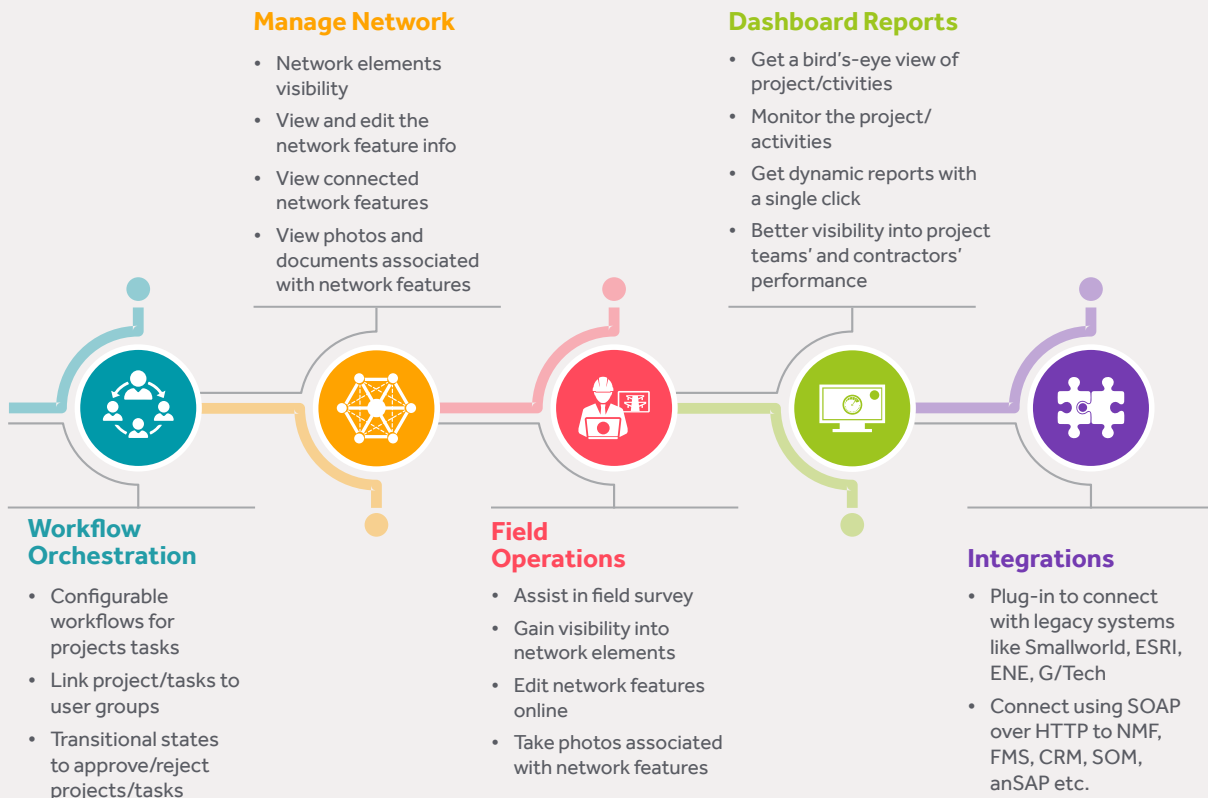 Manage Network
• Network elements
visibility
• View and edit the
network feature info
• View connected
network features
• View photos and
documents associated
with network features
Dashboard Reports
• Get a bird's-eye view of
project/ctivities
• Monitor the project/
activities
• Get dynamic reports with
a single click
• Better visibility into project
teams' and contractors'
performance
Workflow
Orchestration
• Configurable
workflows for
projects tasks
• Link project/tasks to
user groups
• Transitional states
to approve/reject
projects/tasks
Field
Operations
• Assist in field survey
• Gain visibility into
network elements
• Edit network features
online
• Take photos associated
with network features
Integrations
• Plug-in to connect
with legacy systems
like Smallworld, ESRI,
ENE, G/Tech
• Connect using SOAP
over HTTP to NMF,
FMS, CRM, SOM,
anSAP etc.